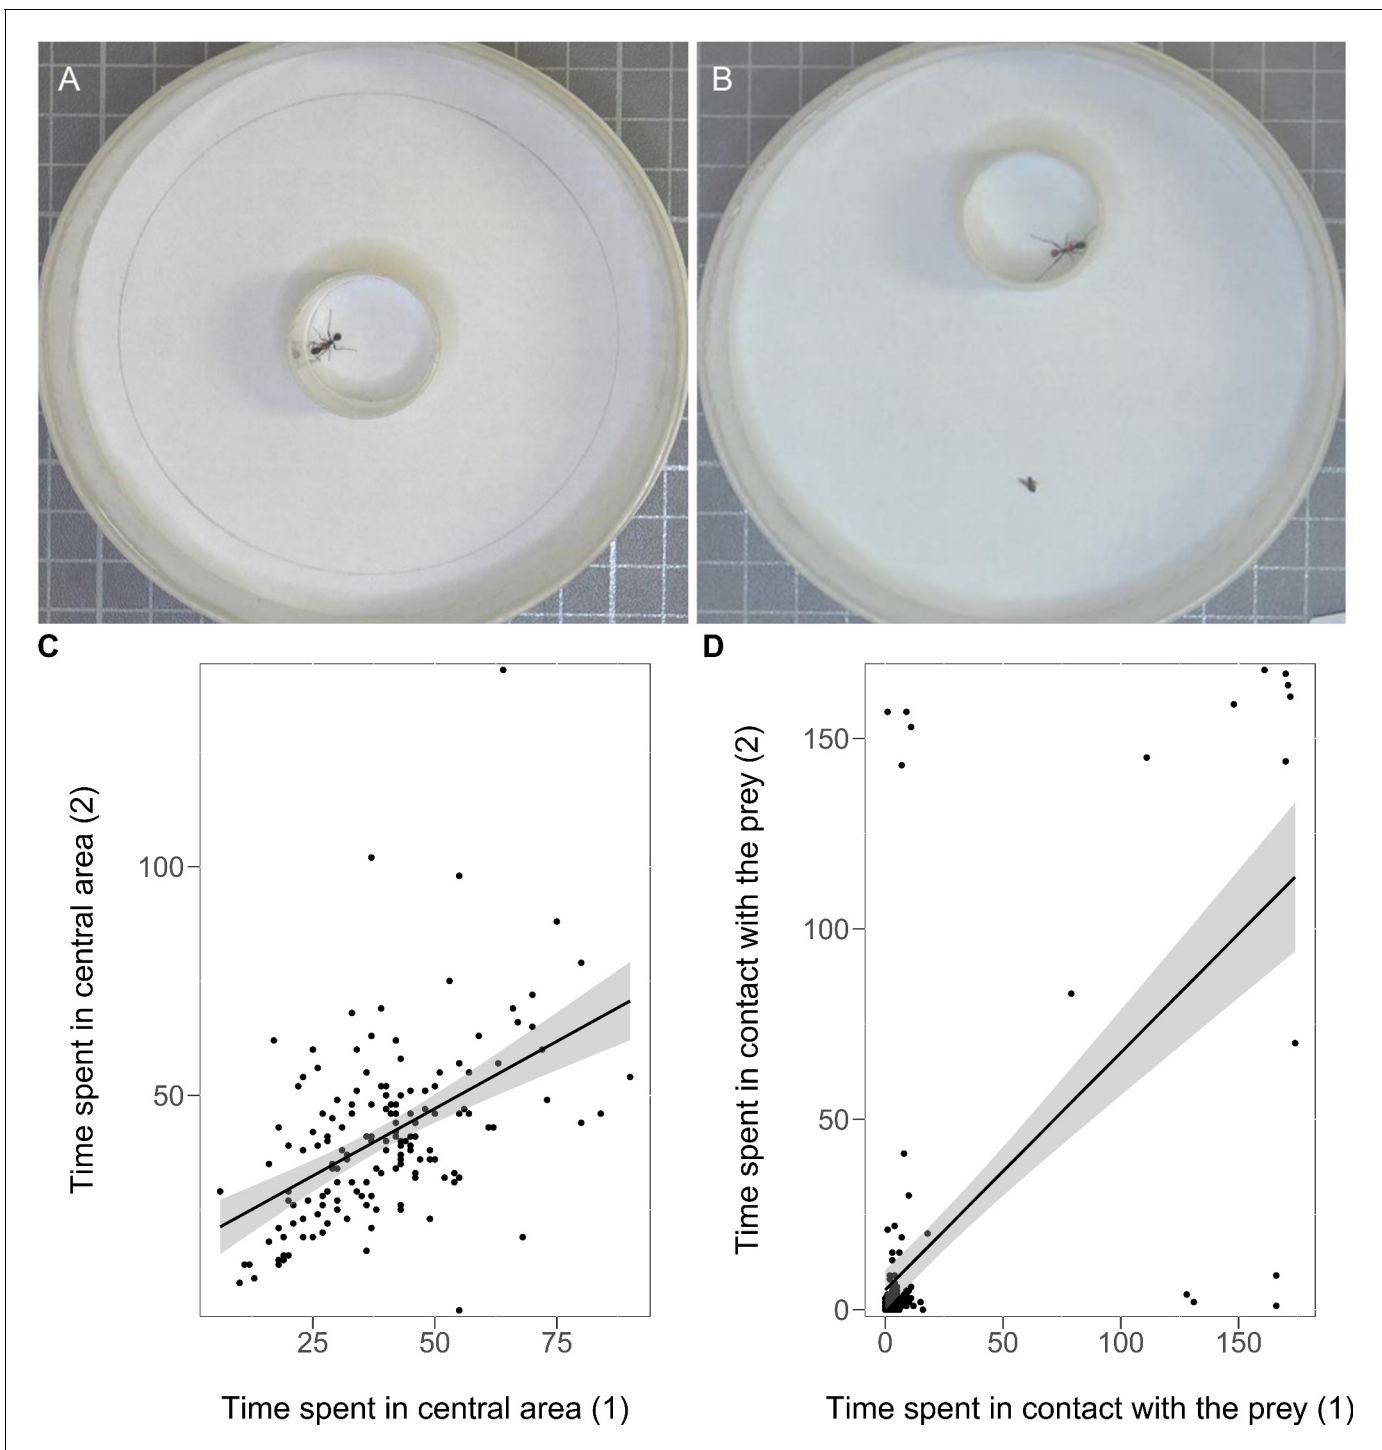 A
B
C
D
Time spent in central area (2)
100
50
25
50
75
Time spent in central area (1)
Time spent in contact with the prey (2)
150
100
50
0
0
50
100
150
Time spent in contact with the prey (1)